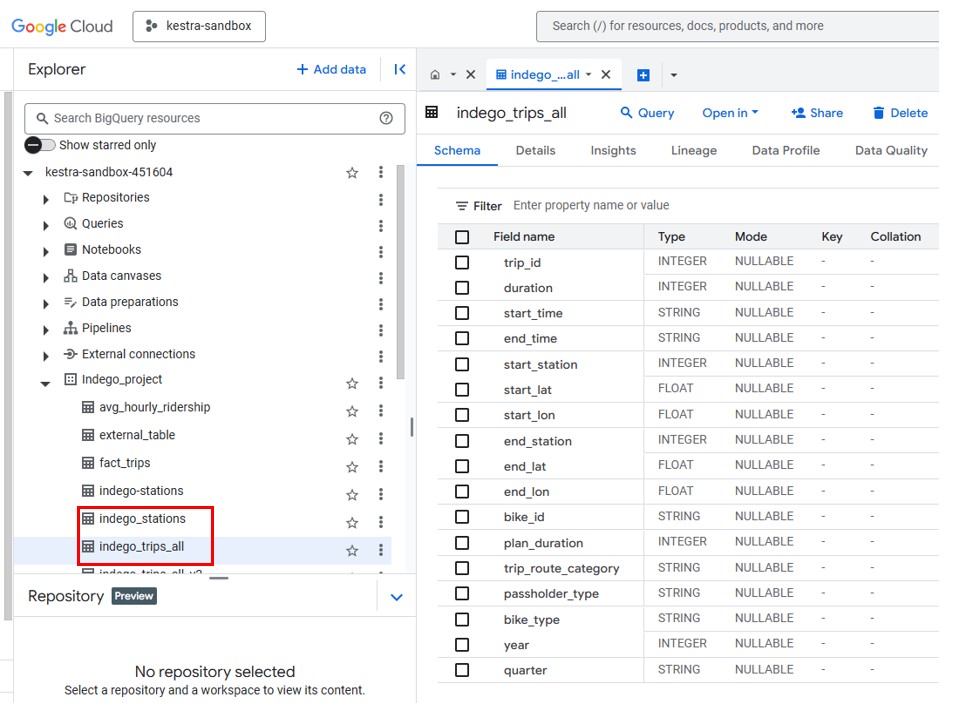 Google Cloud
kestra-sandbox
Search (/) for resources, docs, products, and more
Explorer
+ Add data
Search BigQuery resources
Show starred only
kestra-sandbox-451604
Repositories
Queries
Notebooks
Data canvases
Data preparations
Pipelines
External connections
Indego_project
avg_hourly_ridership
external_table
fact_trips
indego-stations
indego_stations
indego_trips_all
indego_trips_all_v2
Repository Preview
No repository selected
Select a repository and a workspace to view its content.
indego_...all
indego_trips_all
Query
Open in
Share
Delete
Schema Details Insights Lineage Data Profile Data Quality
Filter Enter property name or value
Field name Type Mode Key Collation
trip_id INTEGER NULLABLE - -
duration INTEGER NULLABLE - -
start_time STRING NULLABLE - -
end_time STRING NULLABLE - -
start_station INTEGER NULLABLE - -
start_lat FLOAT NULLABLE - -
start_lon FLOAT NULLABLE - -
end_station INTEGER NULLABLE - -
end_lat FLOAT NULLABLE - -
end_lon FLOAT NULLABLE - -
bike_id STRING NULLABLE - -
plan_duration INTEGER NULLABLE - -
trip_route_category STRING NULLABLE - -
passholder_type STRING NULLABLE - -
bike_type STRING NULLABLE - -
year INTEGER NULLABLE - -
quarter STRING NULLABLE - -